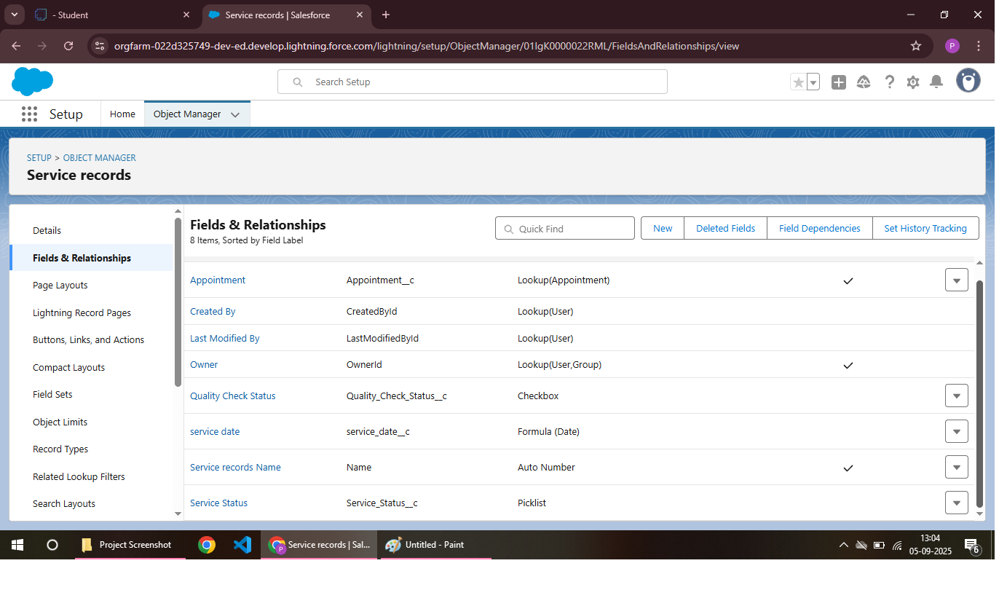 - Student
Service records | Salesforce
orgfarm-022d325749-dev-ed.develop.lightning.force.com/lightning/setup/ObjectManager/01IgK0000022RML/FieldsAndRelationships/view
P
Search Setup
Setup
Home
Object Manager
SETUP > OBJECT MANAGER
Service records
Details
Fields & Relationships
Page Layouts
Lightning Record Pages
Buttons, Links, and Actions
Compact Layouts
Field Sets
Object Limits
Record Types
Related Lookup Filters
Search Layouts
Fields & Relationships
8 Items, Sorted by Field Label
Quick Find
New
Deleted Fields
Field Dependencies
Set History Tracking
Appointment Appointment__c Lookup(Appointment)
Created By CreatedById Lookup(User)
Last Modified By LastModifiedById Lookup(User)
Owner OwnerId Lookup(User,Group)
Quality Check Status Quality_Check_Status__c Checkbox
service date service_date__c Formula (Date)
Service records Name Name Auto Number
Service Status Service_Status__c Picklist
Project Screenshot
P
Service records | Sal...
Untitled - Paint
13:04
05-09-2025
6